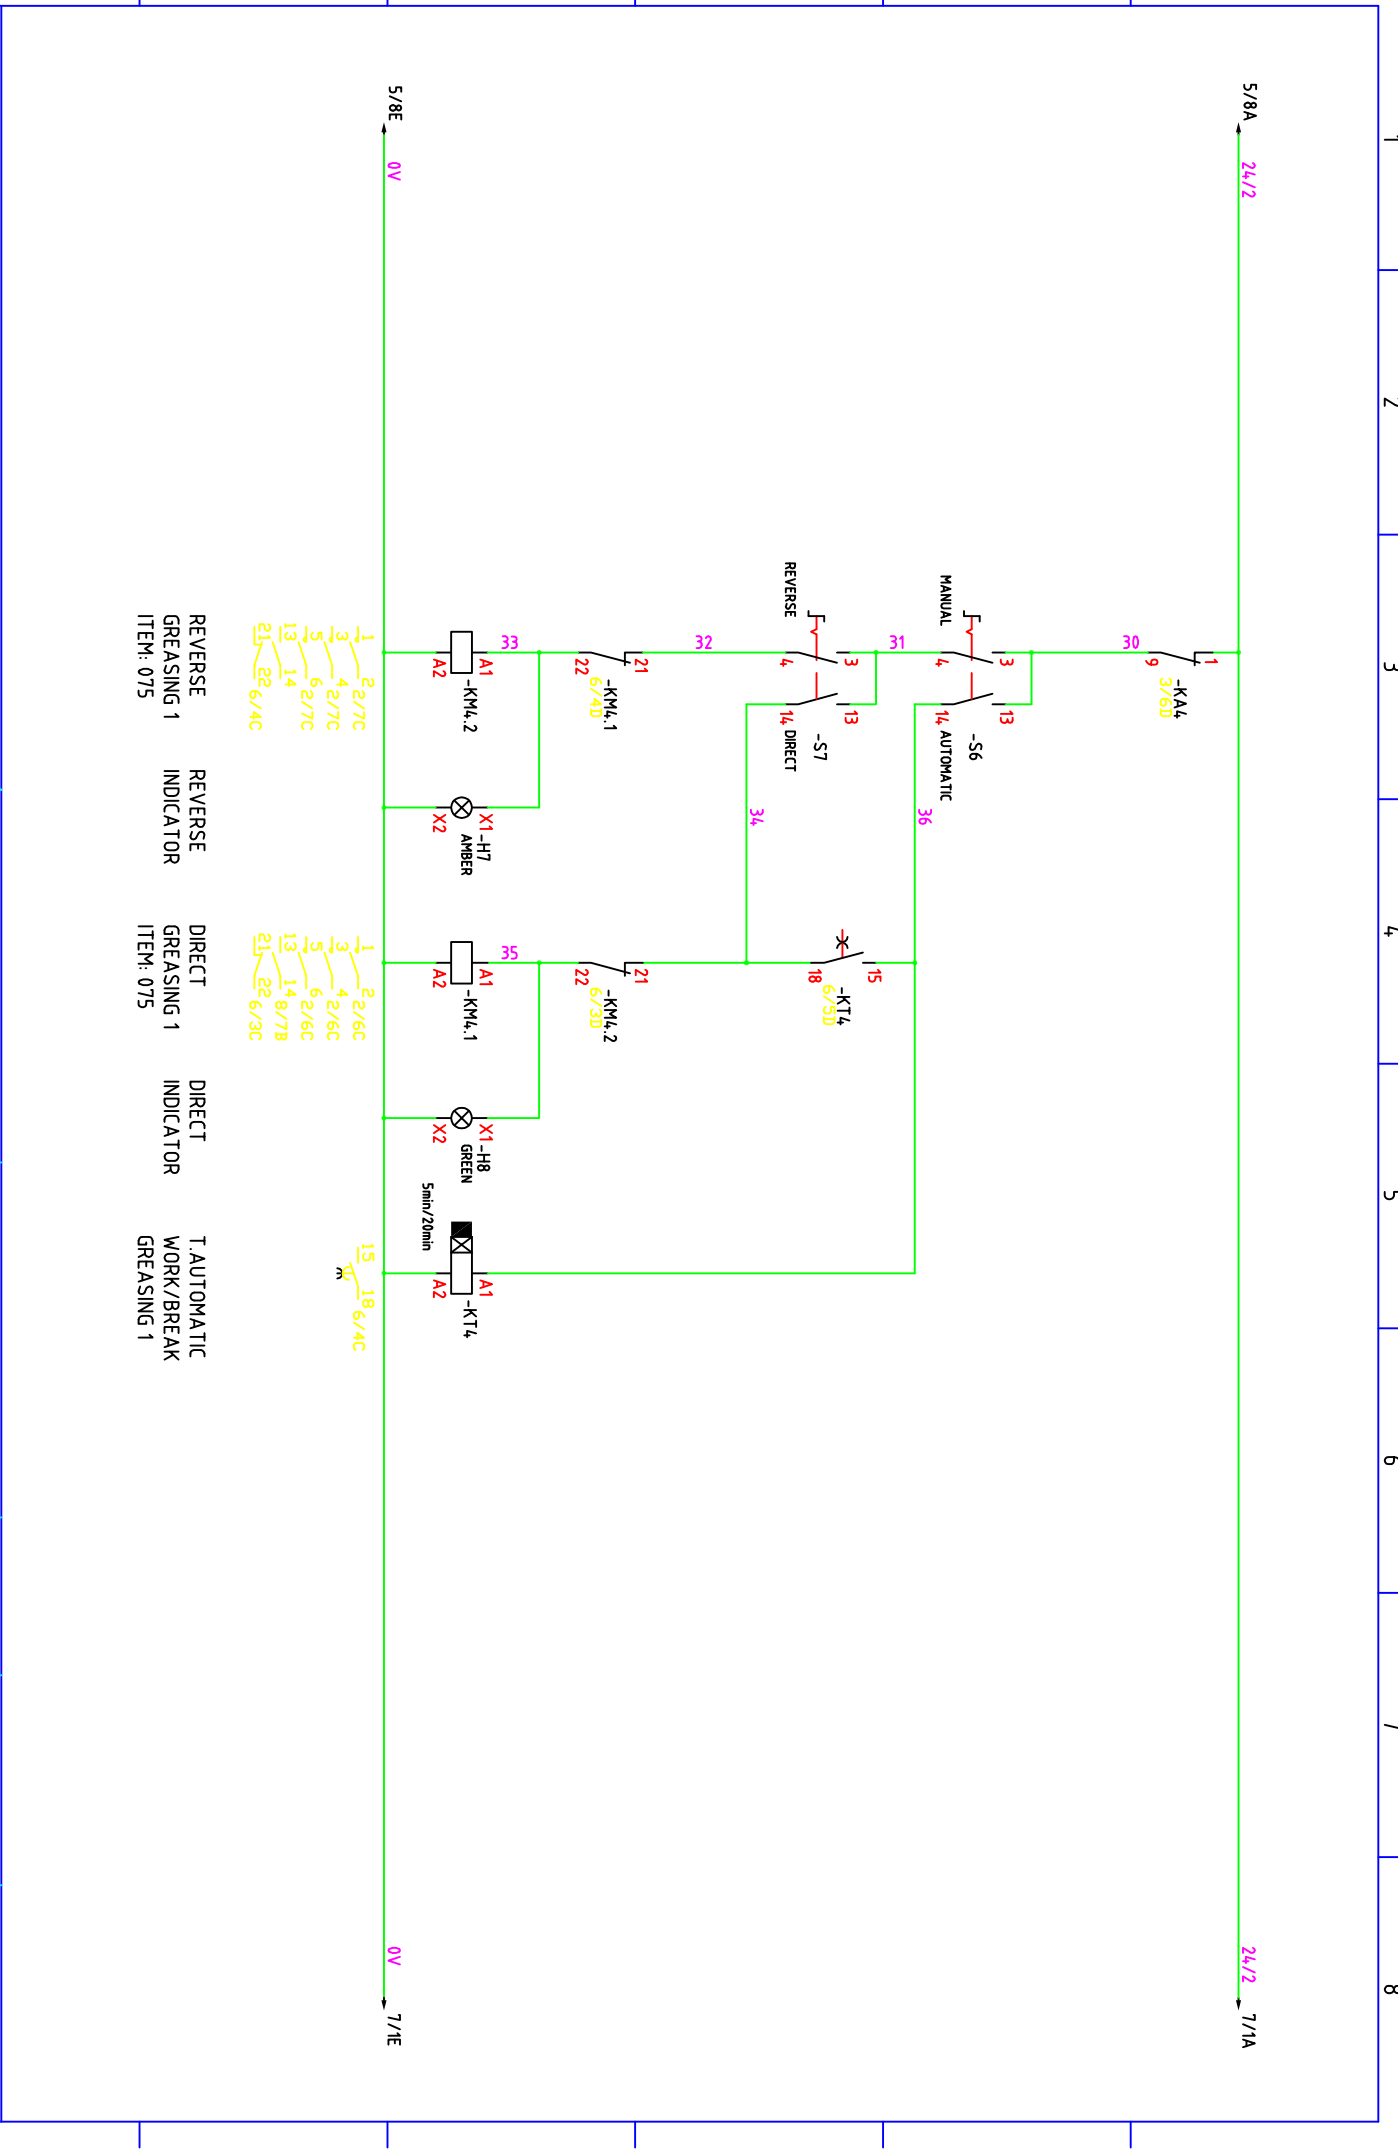 1
2
3
4
5
6
7
8
5/8A
24/2
24/2
7/1A
1
-KA4
3/6D
9
30
3
13
MANUAL
-S6
4
14
AUTOMATIC
31
36
3
13
REVERSE
-S7
4
14
DIRECT
15
-KT4
6/5D
18
32
34
21
-KM4.1
6/4D
22
21
-KM4.2
6/3D
22
33
35
A1
-KM4.2
A2
X1
-H7
AMBER
X2
A1
-KM4.1
A2
X1
-H8
GREEN
X2
A1
-KT4
A2
5min/20min
5/8E
0V
0V
7/1E
1 2 2/7C
3 4 2/7C
5 6 2/7C
13 14
21 22 6/4C
1 2 2/6C
3 4 2/6C
5 6 2/6C
13 14 8/7B
21 22 6/3C
15 18 6/4C
REVERSE
GREASING 1
ITEM: 075
REVERSE
INDICATOR
DIRECT
GREASING 1
ITEM: 075
DIRECT
INDICATOR
T.AUTOMATIC
WORK/BREAK
GREASING 1